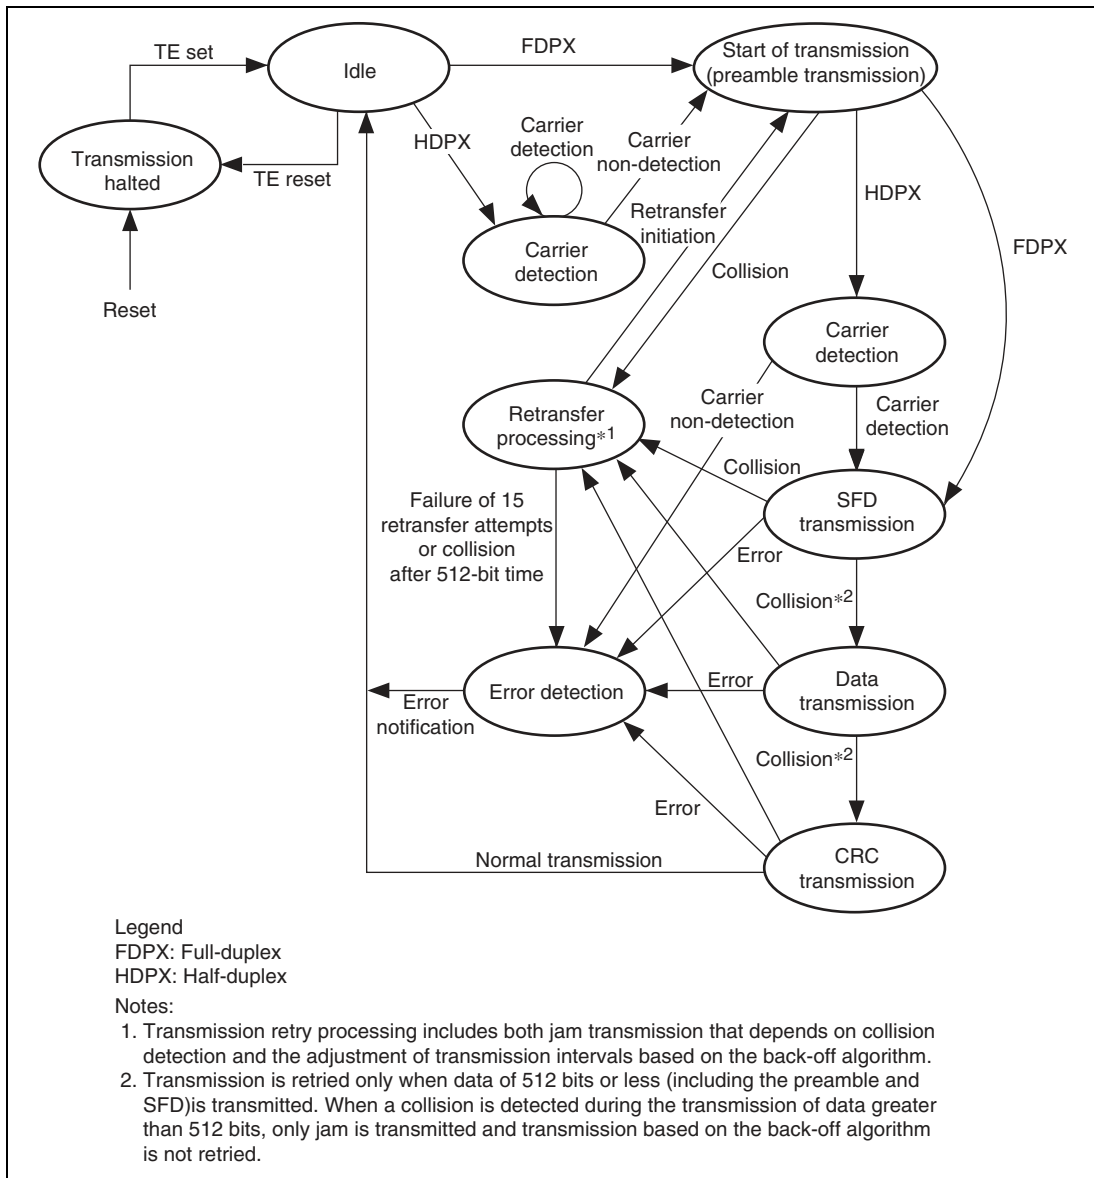 TE set
Idle
FDPX
Start of transmission
(preamble transmission)
Transmission
halted
TE reset
HDPX
Carrier
detection
Carrier
non-detection
HDPX
FDPX
Reset
Carrier
detection
Retransfer
initiation
Collision
Carrier
detection
Retransfer
processing*1
Carrier
non-detection
Carrier
detection
Collision
SFD
transmission
Failure of 15
retransfer attempts
or collision
after 512-bit time
Error
Collision*2
Error detection
Error
Data
transmission
Error
notification
Collision*2
Error
Normal transmission
CRC
transmission
Legend
FDPX: Full-duplex
HDPX: Half-duplex
Notes:
1. Transmission retry processing includes both jam transmission that depends on collision
detection and the adjustment of transmission intervals based on the back-off algorithm.
2. Transmission is retried only when data of 512 bits or less (including the preamble and
SFD)is transmitted. When a collision is detected during the transmission of data greater
than 512 bits, only jam is transmitted and transmission based on the back-off algorithm
is not retried.